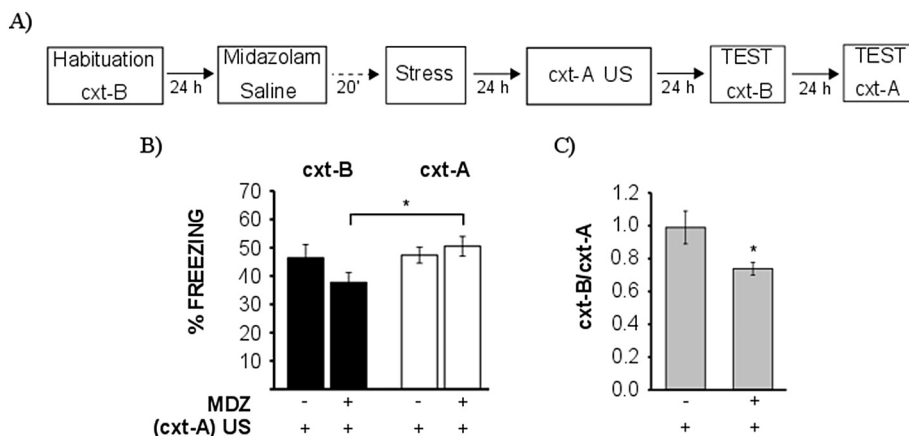 A)
Habituation
cxt-B
24 h
Midazolam
Saline
20'
Stress
24 h
cxt-A US
24 h
TEST
cxt-B
24 h
TEST
cxt-A
B)
cxt-B cxt-A
70
60
50
40
30
20
10
% FREEZING
*
MDZ - + - +
(cxt-A) US + + + +
C)
1.2
1.0
0.8
0.6
0.4
0.2
0.0
cxt-B/cxt-A
*
- +
+ +